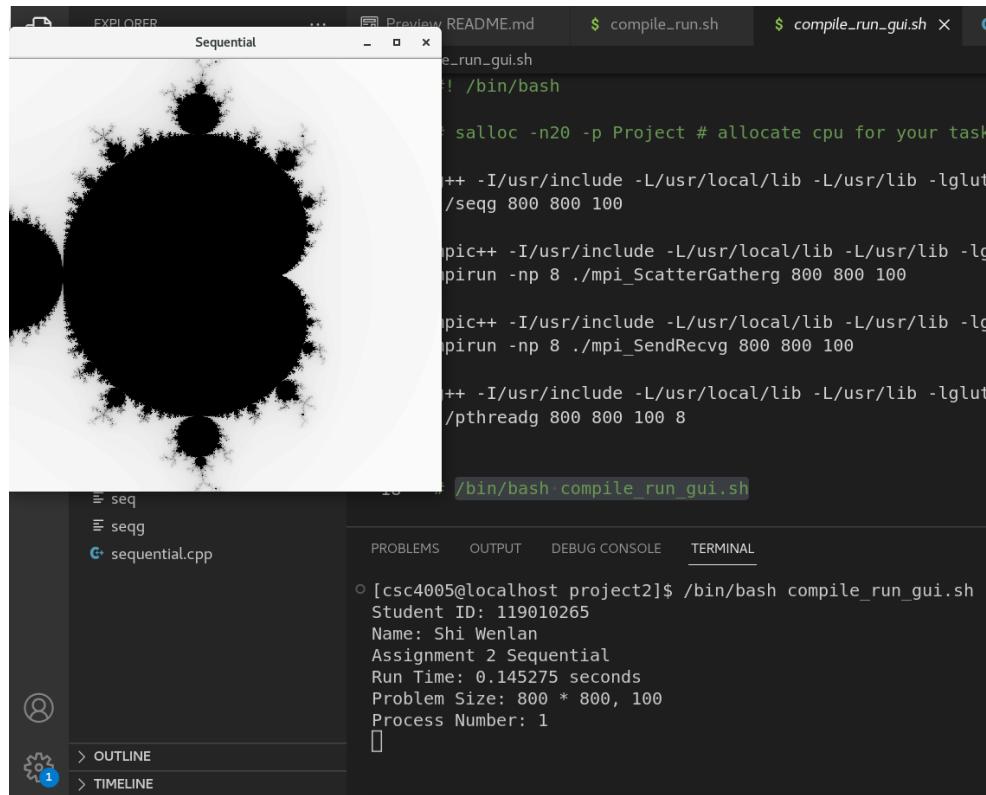 EXPLORER
...
Preview README.md
$ compile_run.sh
$ compile_run_gui.sh
Sequential
e_run_gui.sh
! /bin/bash
# salloc -n20 -p Project # allocate cpu for your task
++ -I/usr/include -L/usr/local/lib -L/usr/lib -lglut
/seqg 800 800 100
mpic++ -I/usr/include -L/usr/local/lib -L/usr/lib -lg
mpirun -np 8 ./mpi_ScatterGatherg 800 800 100
mpic++ -I/usr/include -L/usr/local/lib -L/usr/lib -lg
mpirun -np 8 ./mpi_SendRecvg 800 800 100
++ -I/usr/include -L/usr/local/lib -L/usr/lib -lglut
/pthreadg 800 800 100 8
# /bin/bash compile_run_gui.sh
seq
seqg
sequential.cpp
PROBLEMS
OUTPUT
DEBUG CONSOLE
TERMINAL
[csc4005@localhost project2]$ /bin/bash compile_run_gui.sh
Student ID: 119010265
Name: Shi Wenlan
Assignment 2 Sequential
Run Time: 0.145275 seconds
Problem Size: 800 * 800, 100
Process Number: 1
1
OUTLINE
TIMELINE